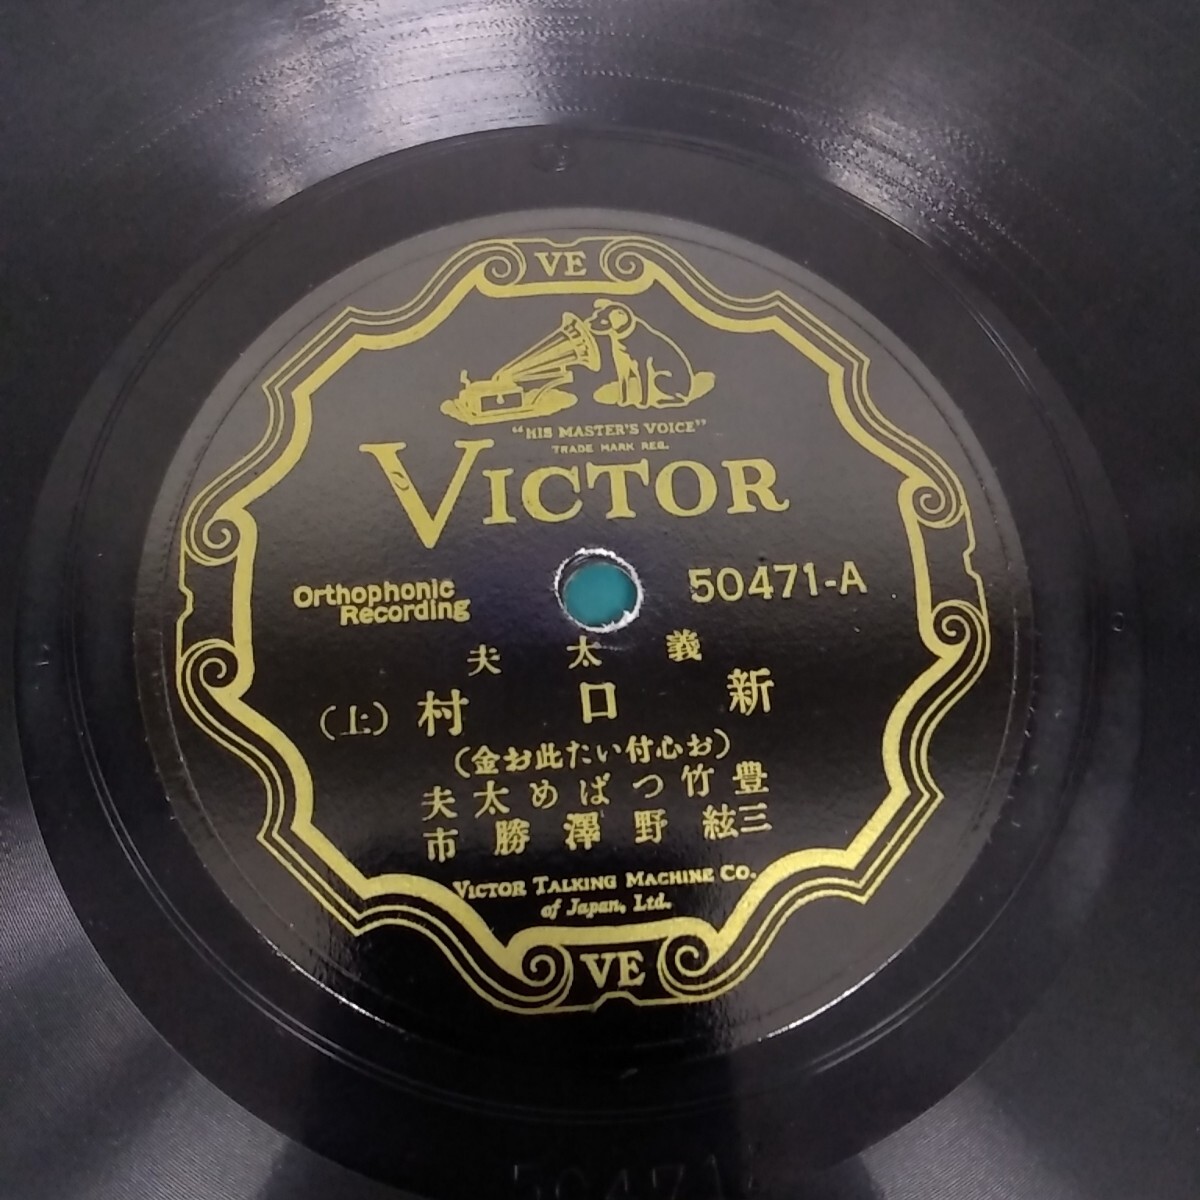 VE
"HIS MASTER'S VOICE"
TRADE MARK REG.
VICTOR
Orthophonic
Recording
50471-A
義太夫
新口村(上)
(お心付いた此お金)
豊竹つばめ太夫
三絃野澤勝市
VICTOR TALKING MACHINE CO.
of Japan, Ltd.
VE
50471